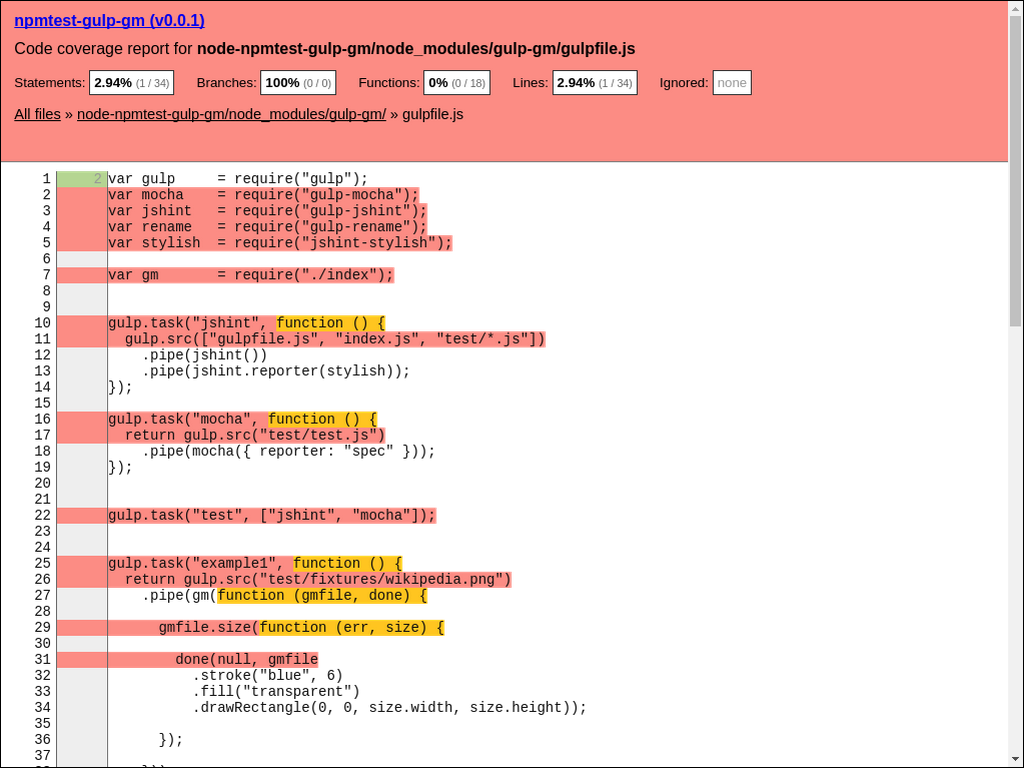 npmtest-gulp-gm (v0.0.1)
Code coverage report for node-npmtest-gulp-gm/node_modules/gulp-gm/gulpfile.js
Statements: 2.94% (1 / 34) Branches: 100% (0 / 0) Functions: 0% (0 / 18) Lines: 2.94% (1 / 34) Ignored: none
All files » node-npmtest-gulp-gm/node_modules/gulp-gm/ » gulpfile.js
1 2 var gulp     = require("gulp");
2 var mocha    = require("gulp-mocha");
3 var jshint   = require("gulp-jshint");
4 var rename   = require("gulp-rename");
5 var stylish  = require("jshint-stylish");
6
7 var gm       = require("./index");
8
9
10 gulp.task("jshint", function () {
11   gulp.src(["gulpfile.js", "index.js", "test/*.js"])
12     .pipe(jshint())
13     .pipe(jshint.reporter(stylish));
14 });
15
16 gulp.task("mocha", function () {
17   return gulp.src("test/test.js")
18     .pipe(mocha({ reporter: "spec" }));
19 });
20
21
22 gulp.task("test", ["jshint", "mocha"]);
23
24
25 gulp.task("example1", function () {
26   return gulp.src("test/fixtures/wikipedia.png")
27     .pipe(gm(function (gmfile, done) {
28
29       gmfile.size(function (err, size) {
30
31         done(null, gmfile
32           .stroke("blue", 6)
33           .fill("transparent")
34           .drawRectangle(0, 0, size.width, size.height));
35
36       });
37